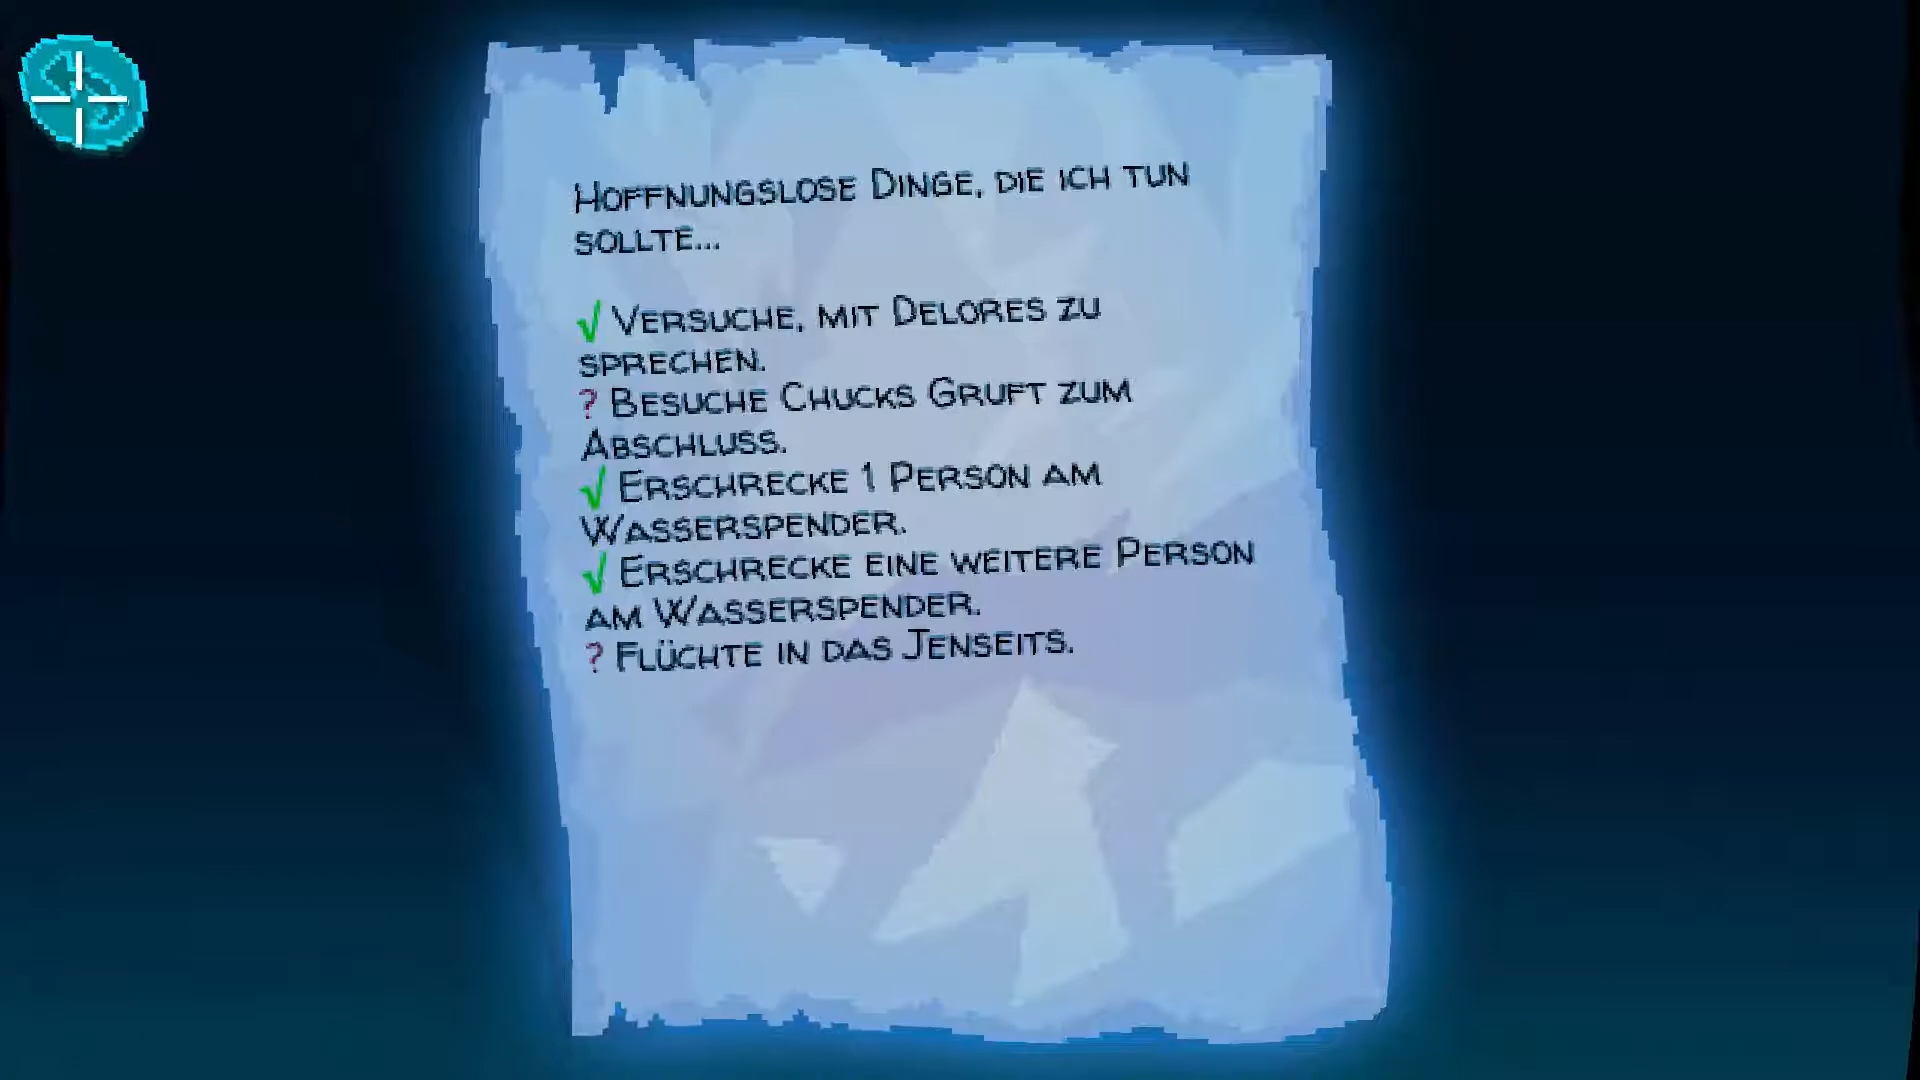 Hoffnungslose Dinge, die ich tun
sollte...
√ Versuche, mit Delores zu
sprechen.
? Besuche Chucks Gruft zum
Abschluss.
√ Erschrecke 1 Person am
Wasserspender.
√ Erschrecke eine weitere Person
am Wasserspender.
? Flüchte in das Jenseits.